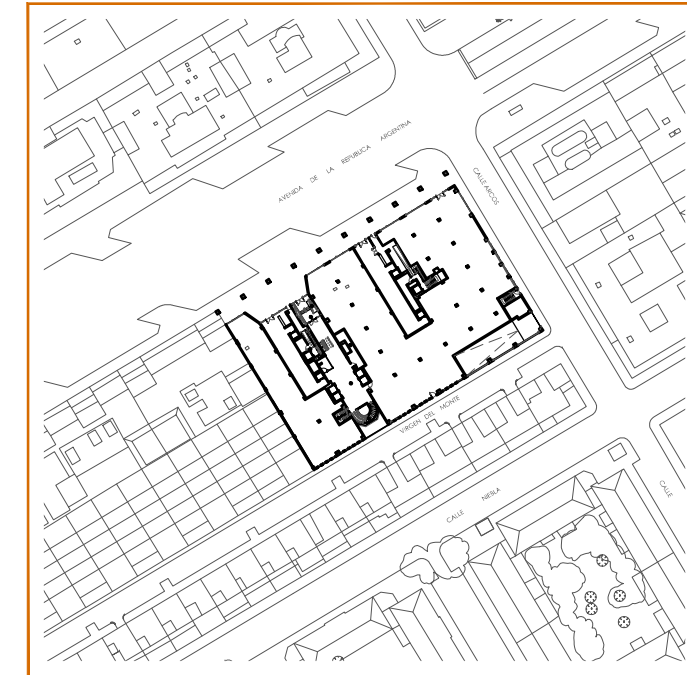 AVENIDA DE LA REPUBLICA ARGENTINA
CALLE ARCOS
VIRGEN DEL MONTE
CALLE NIEBLA
CALLE